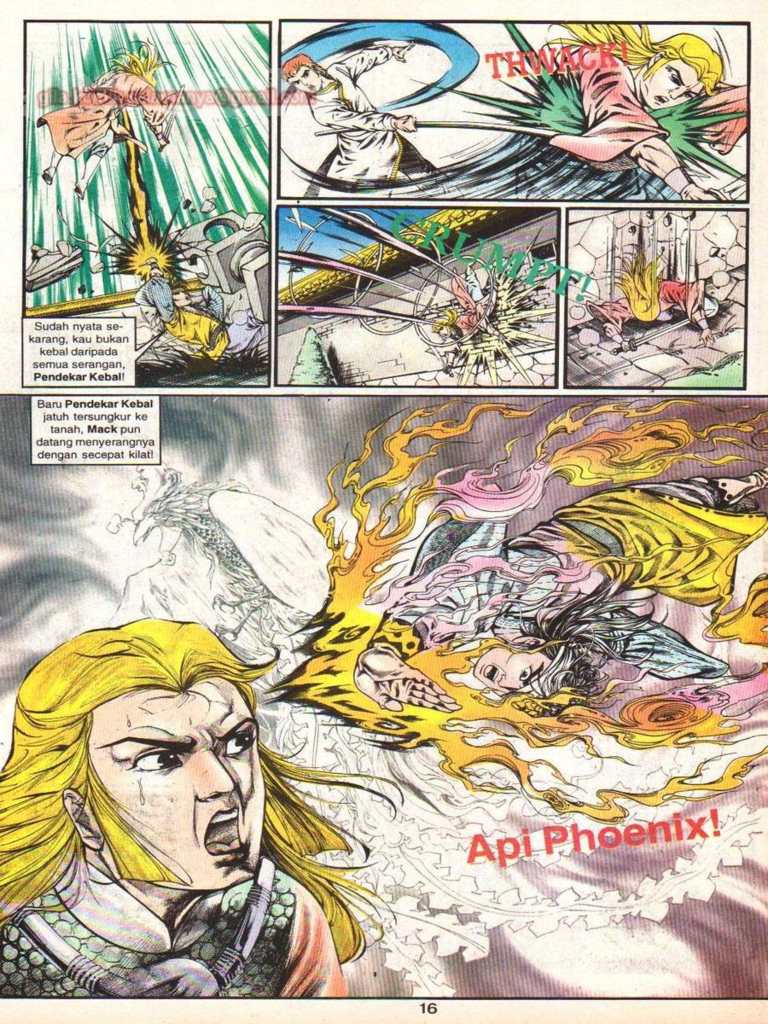 THWACK!
CRUMPT!
Sudah nyata se-
karang, kau bukan
kebal daripada
semua serangan,
Pendekar Kebal!
Baru Pendekar Kebal
jatuh tersungkur ke
tanah, Mack pun
datang menyerangnya
dengan secepat kilat!
Api Phoenix!
16